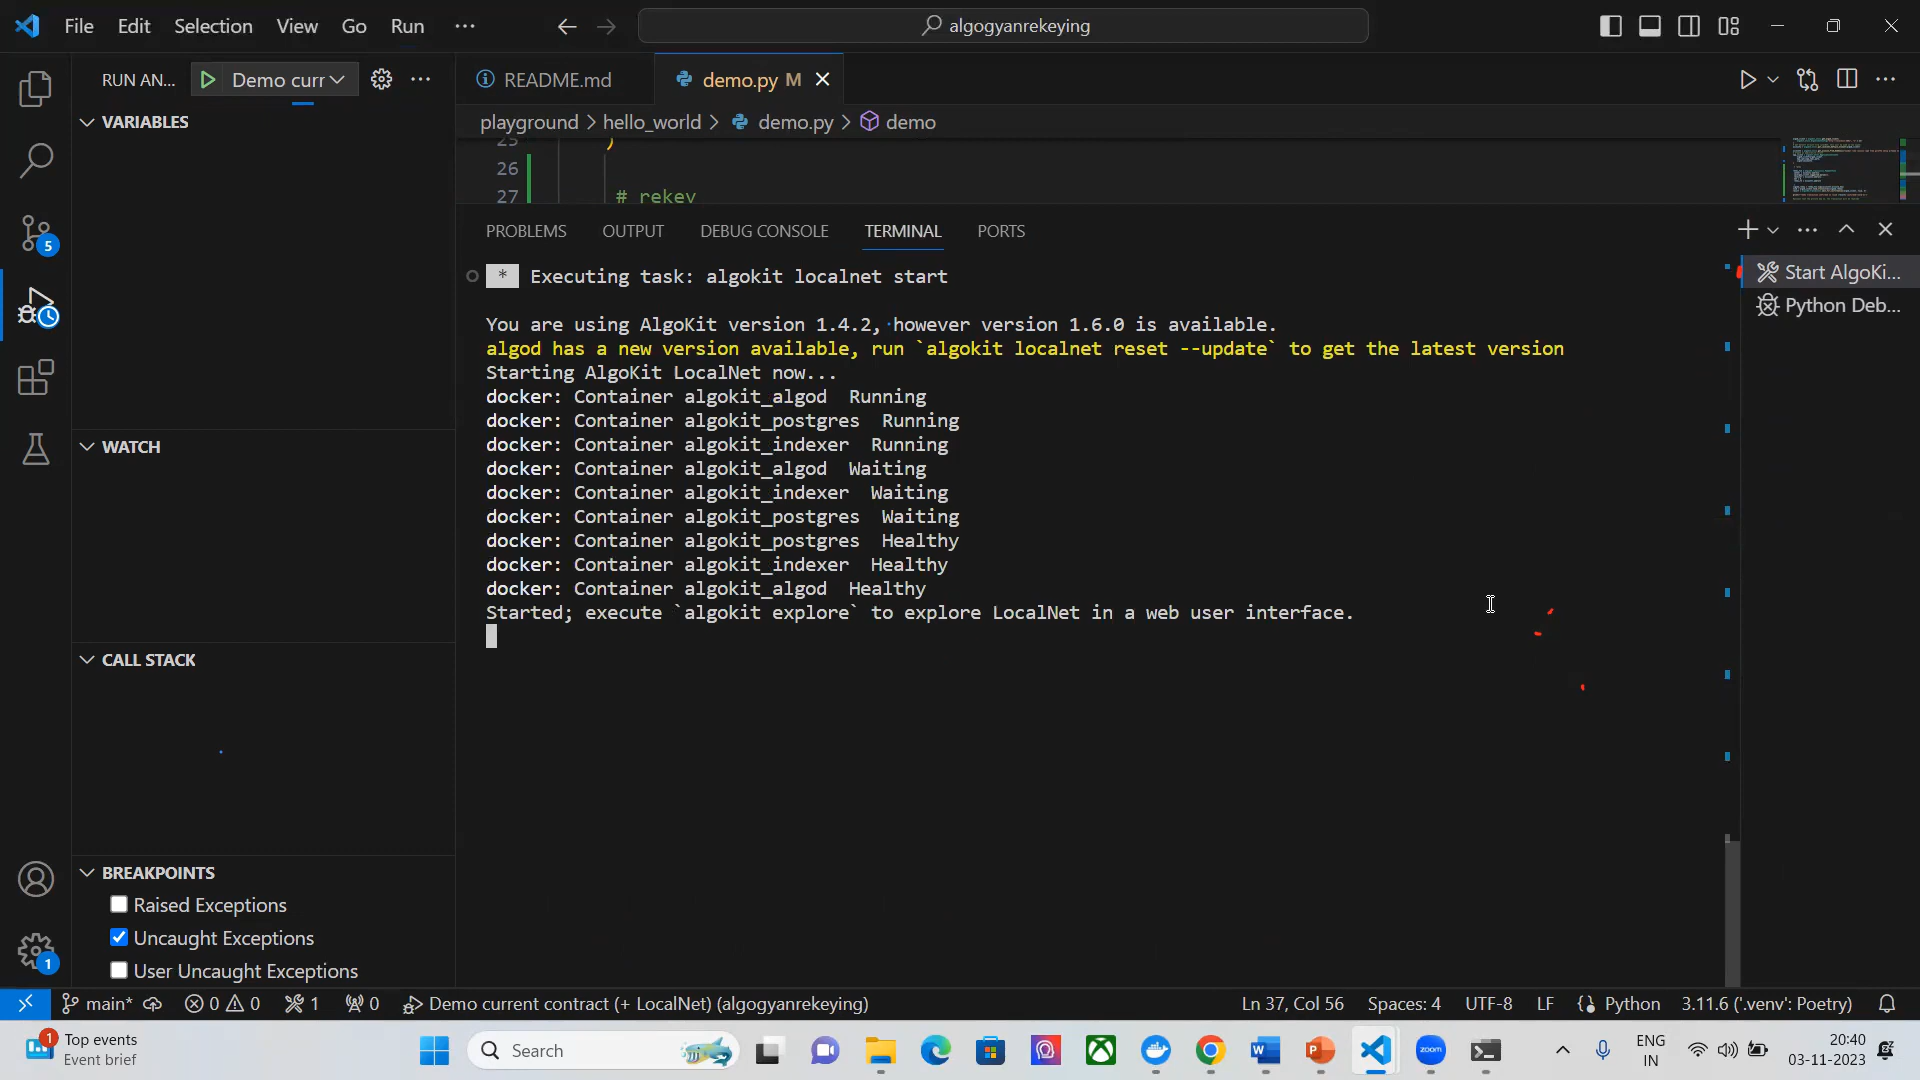 File Edit Selection View Go Run ···
algogyanrekeying
RUN AN... Demo curr
README.md
demo.py M
playground > hello_world > demo.py > demo
VARIABLES
25 )
26
27 # rekey
PROBLEMS OUTPUT DEBUG CONSOLE TERMINAL PORTS
* Executing task: algokit localnet start
Start AlgoKi...
Python Deb...
You are using AlgoKit version 1.4.2, however version 1.6.0 is available.
algod has a new version available, run `algokit localnet reset --update` to get the latest version
Starting AlgoKit LocalNet now...
docker: Container algokit_algod  Running
docker: Container algokit_postgres  Running
docker: Container algokit_indexer  Running
docker: Container algokit_algod  Waiting
docker: Container algokit_indexer  Waiting
docker: Container algokit_postgres  Waiting
docker: Container algokit_postgres  Healthy
docker: Container algokit_indexer  Healthy
docker: Container algokit_algod  Healthy
Started; execute `algokit explore` to explore LocalNet in a web user interface.
WATCH
CALL STACK
BREAKPOINTS
Raised Exceptions
Uncaught Exceptions
User Uncaught Exceptions
5
1
main* 0 0 1 0 Demo current contract (+ LocalNet) (algogyanrekeying) Ln 37, Col 56 Spaces: 4 UTF-8 LF Python 3.11.6 ('.venv': Poetry)
1
Top events
Event brief
Search
zoom
ENG
IN
20:40
03-11-2023